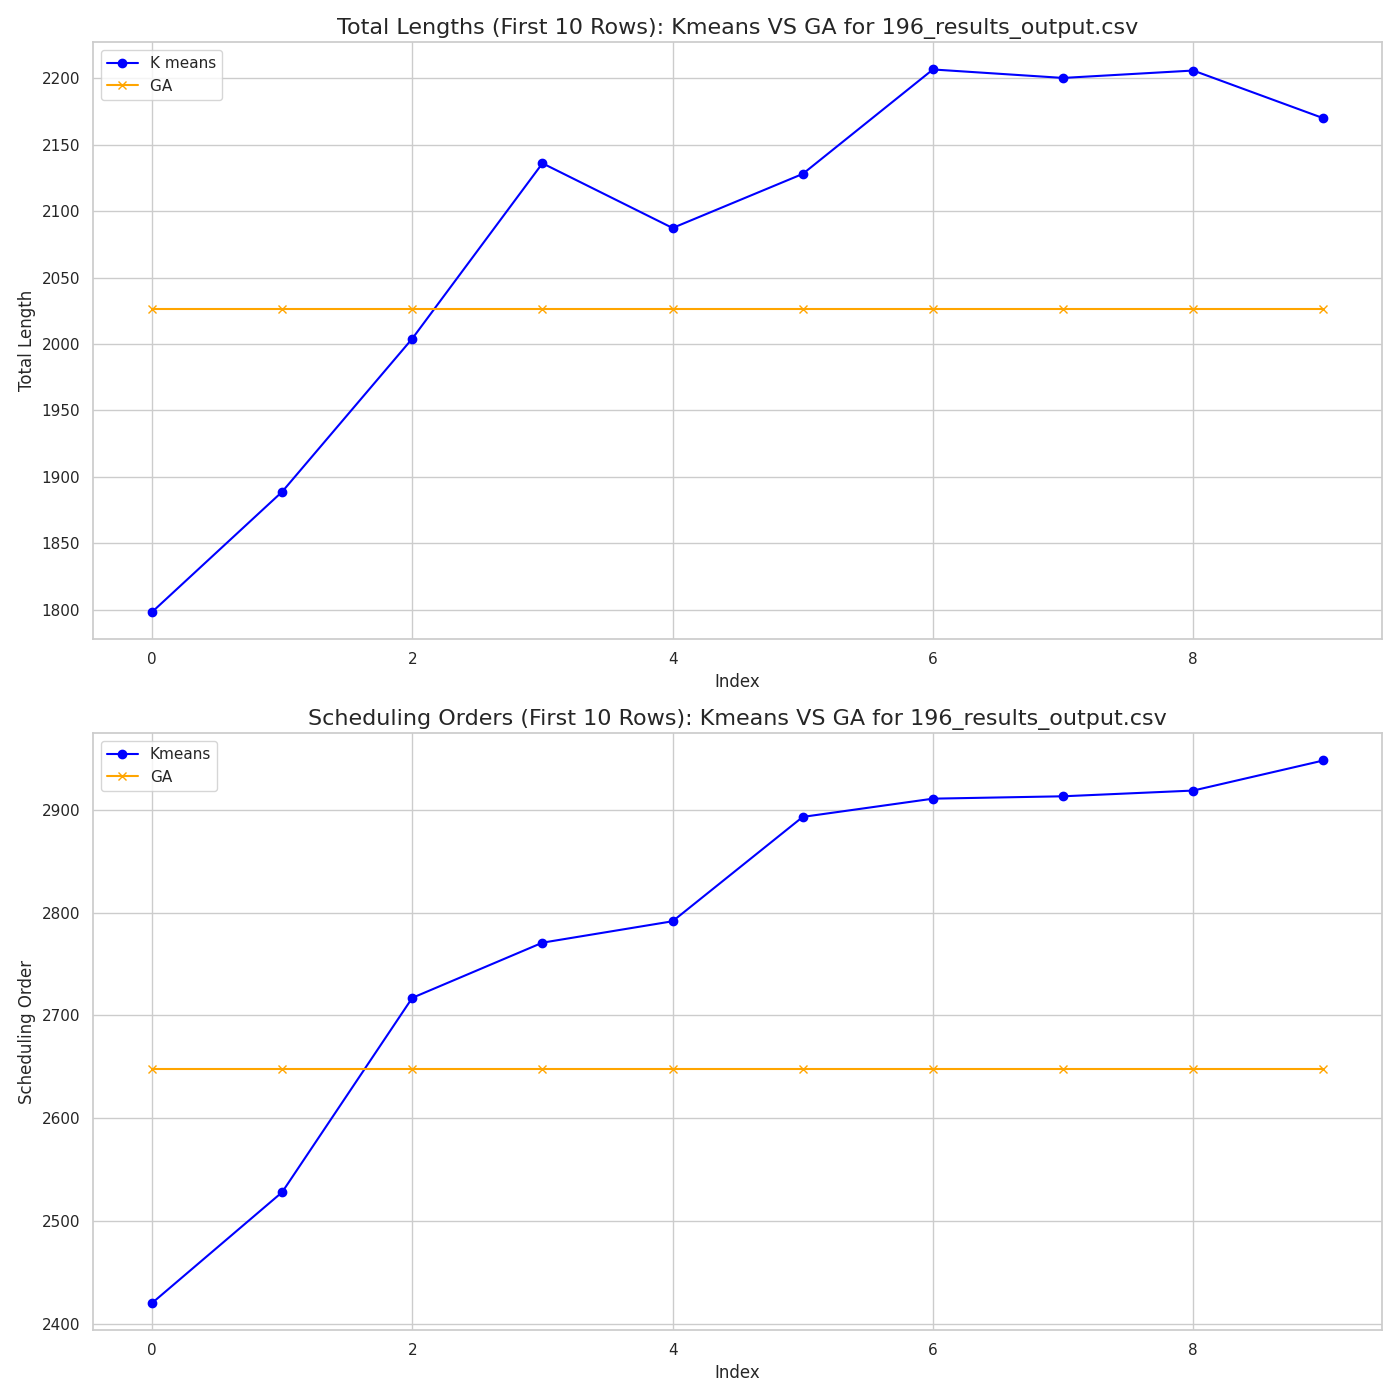 Total Lengths (First 10 Rows): Kmeans VS GA for 196_results_output.csv
K means
GA
2200
2150
2100
2050
2000
1950
1900
1850
1800
Total Length
0 2 4 6 8
Index
Scheduling Orders (First 10 Rows): Kmeans VS GA for 196_results_output.csv
Kmeans
GA
2900
2800
2700
2600
2500
2400
Scheduling Order
0 2 4 6 8
Index